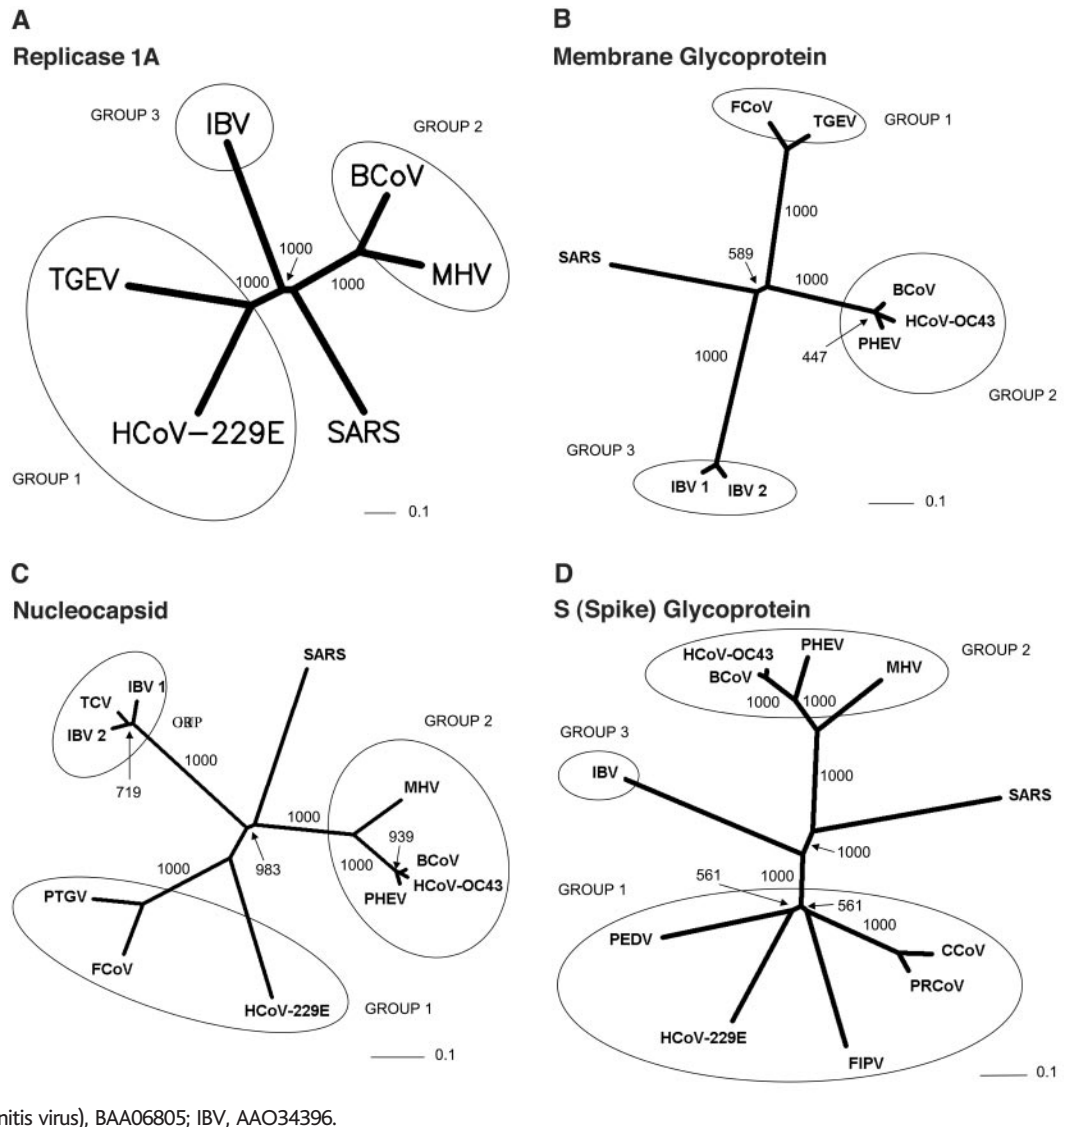 A
Replicase 1A
GROUP 3
IBV
GROUP 2
BCoV
1000
TGEV
1000
1000
MHV
HCoV-229E
SARS
GROUP 1
0.1
B
Membrane Glycoprotein
FCoV
TGEV
GROUP 1
1000
SARS
589
1000
BCoV
HCoV-OC43
PHEV
447
1000
GROUP 2
GROUP 3
IBV 1
IBV 2
0.1
C
Nucleocapsid
SARS
IBV 1
TCV
IBV 2
GROUP 2
1000
719
MHV
1000
939
1000
BCoV
HCoV-OC43
PHEV
983
1000
PTGV
FCoV
HCoV-229E
GROUP 1
0.1
D
S (Spike) Glycoprotein
PHEV
HCoV-OC43
BCoV
MHV
GROUP 2
1000
1000
GROUP 3
IBV
1000
SARS
1000
1000
561
GROUP 1
561
1000
PEDV
CCoV
PRCoV
HCoV-229E
FIPV
0.1
nitis virus), BAA06805; IBV, AAO34396.